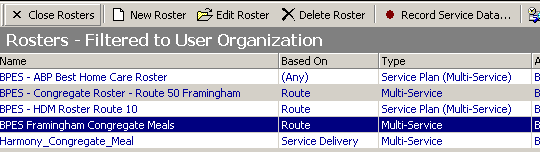 Close Rosters New Roster Edit Roster Delete Roster Record Service Data...
Rosters - Filtered to User Organization
Name Based On Type A
BPES - ABP Best Home Care Roster (Any) Service Plan (Multi-Service) B
BPES - Congregate Roster - Route 50 Framingham Route Multi-Service B
BPES - HDM Roster Route 10 Route Service Plan (Multi-Service) B
BPES Framingham Congregate Meals Route Multi-Service B
Harmony_Congregate_Meal Service Delivery Multi-Service B